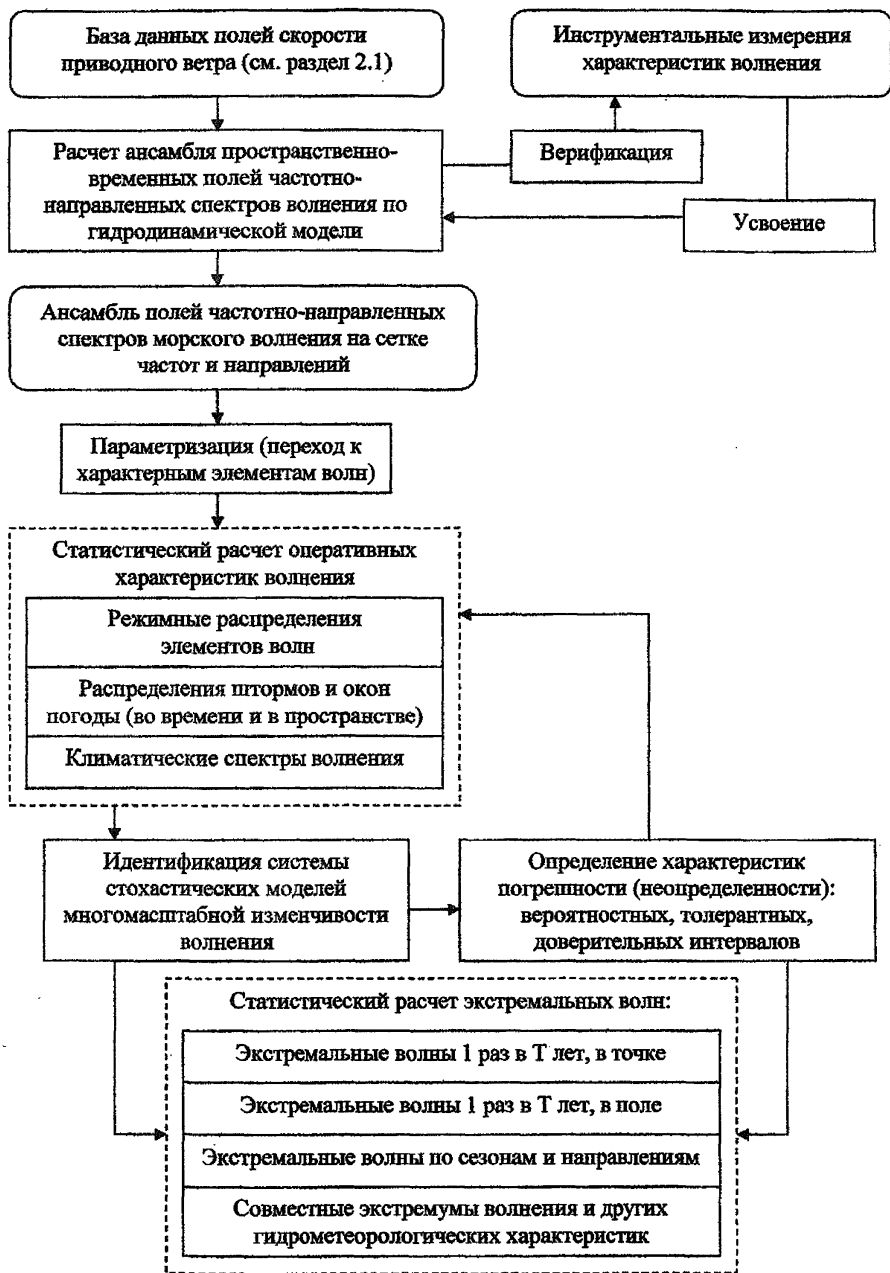 База данных полей скорости
приводного ветра (см. раздел 2.1)
Инструментальные измерения
характеристик волнения
Расчет ансамбля пространственно-
временных полей частотно-
направленных спектров волнения по
гидродинамической модели
Верификация
Усвоение
Ансамбль полей частотно-направленных
спектров морского волнения на сетке
частот и направлений
Параметризация (переход к
характерным элементам волн)
Статистический расчет оперативных
характеристик волнения
Режимные распределения
элементов волн
Распределения штормов и окон
погоды (во времени и в пространстве)
Климатические спектры волнения
Идентификация системы
стохастических моделей
многомасштабной изменчивости
волнения
Определение характеристик
погрешности (неопределенности):
вероятностных, толерантных,
доверительных интервалов
Статистический расчет экстремальных волн:
Экстремальные волны 1 раз в Т лет, в точке
Экстремальные волны 1 раз в Т лет, в поле
Экстремальные волны по сезонам и направлениям
Совместные экстремумы волнения и других
гидрометеорологических характеристик